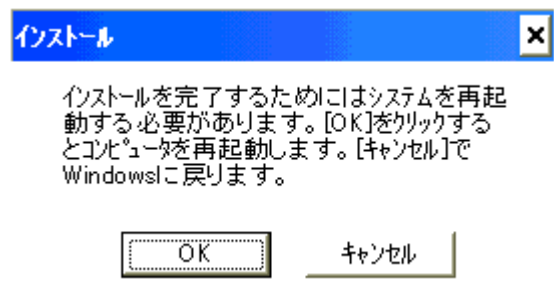 インストール
インストールを完了するためにはシステムを再起
動する必要があります。[OK]をクリックする
とコンピュータを再起動します。[キャンセル]で
Windowsに戻ります。
OK
キャンセル